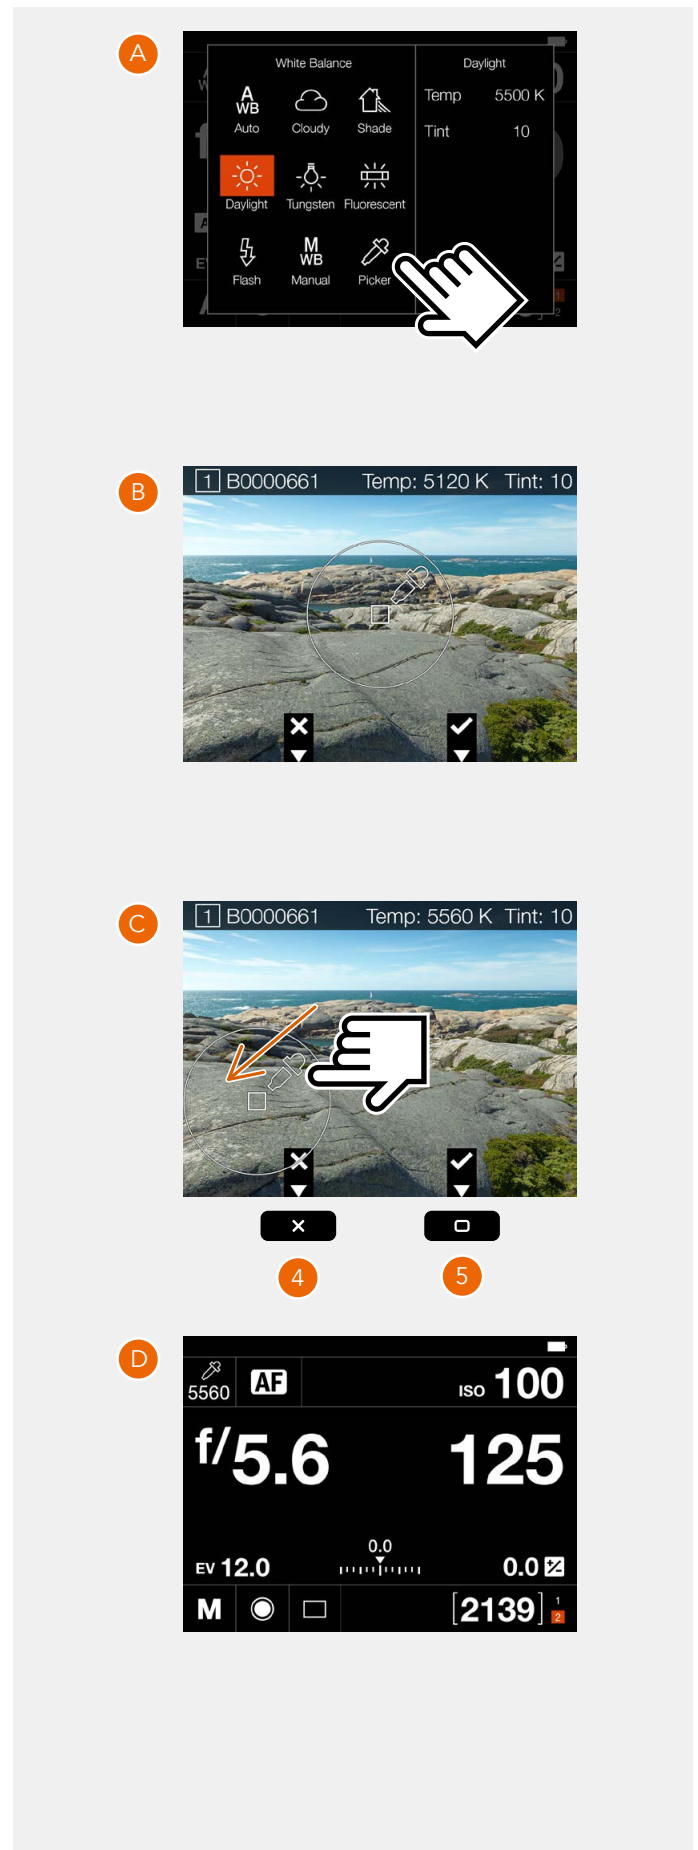 A
White Balance
Daylight
A
WB
Auto
Cloudy
Shade
Temp 5500 K
Tint 10
Daylight
Tungsten
Fluorescent
Flash
M
WB
Manual
Picker
B
1 B0000661 Temp: 5120 K Tint: 10
C
1 B0000661 Temp: 5560 K Tint: 10
4
5
D
5560
AF
ISO 100
f/5.6 125
0.0
EV 12.0
0.0
M
[2139]
1
2